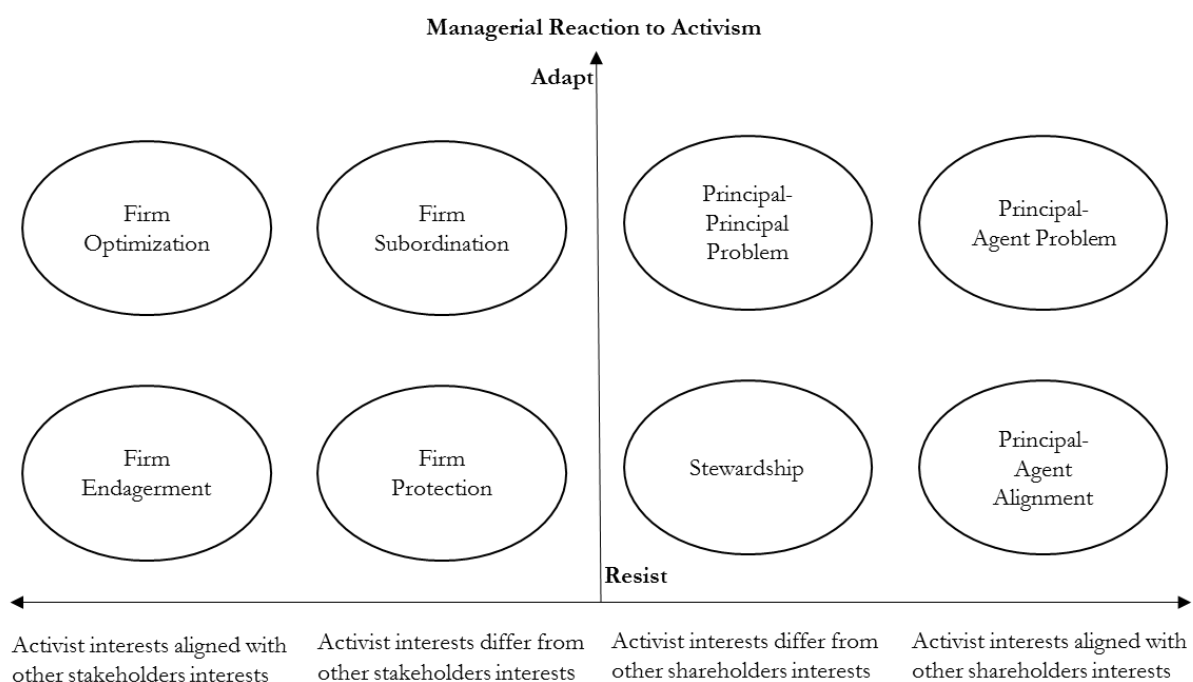 Managerial Reaction to Activism
Adapt
Firm
Optimization
Firm
Subordination
Principal-
Principal
Problem
Principal-
Agent Problem
Firm
Endagerment
Firm
Protection
Stewardship
Principal-
Agent
Alignment
Resist
Activist interests aligned with
other stakeholders interests
Activist interests differ from
other stakeholders interests
Activist interests differ from
other shareholders interests
Activist interests aligned with
other shareholders interests